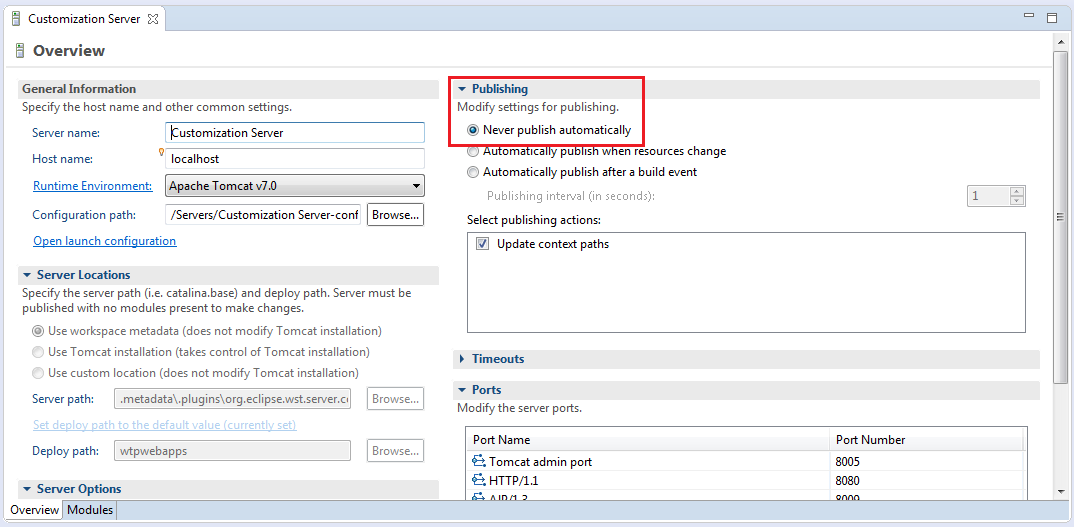 Customization Server
Overview
General Information
Specify the host name and other common settings.
Server name:
Customization Server
Host name:
localhost
Runtime Environment:
Apache Tomcat v7.0
Configuration path:
/Servers/Customization Server-conf
Browse...
Open launch configuration
Server Locations
Specify the server path (i.e. catalina.base) and deploy path. Server must be
published with no modules present to make changes.
Use workspace metadata (does not modify Tomcat installation)
Use Tomcat installation (takes control of Tomcat installation)
Use custom location (does not modify Tomcat installation)
Server path:
.metadata\.plugins\org.eclipse.wst.server.co
Browse...
Set deploy path to the default value (currently set)
Deploy path:
wtpwebapps
Browse...
Server Options
Publishing
Modify settings for publishing.
Never publish automatically
Automatically publish when resources change
Automatically publish after a build event
Publishing interval (in seconds):
1
Select publishing actions:
Update context paths
Timeouts
Ports
Modify the server ports.
Port Name Port Number
Tomcat admin port 8005
HTTP/1.1 8080
AJP/1.3 8009
Overview Modules